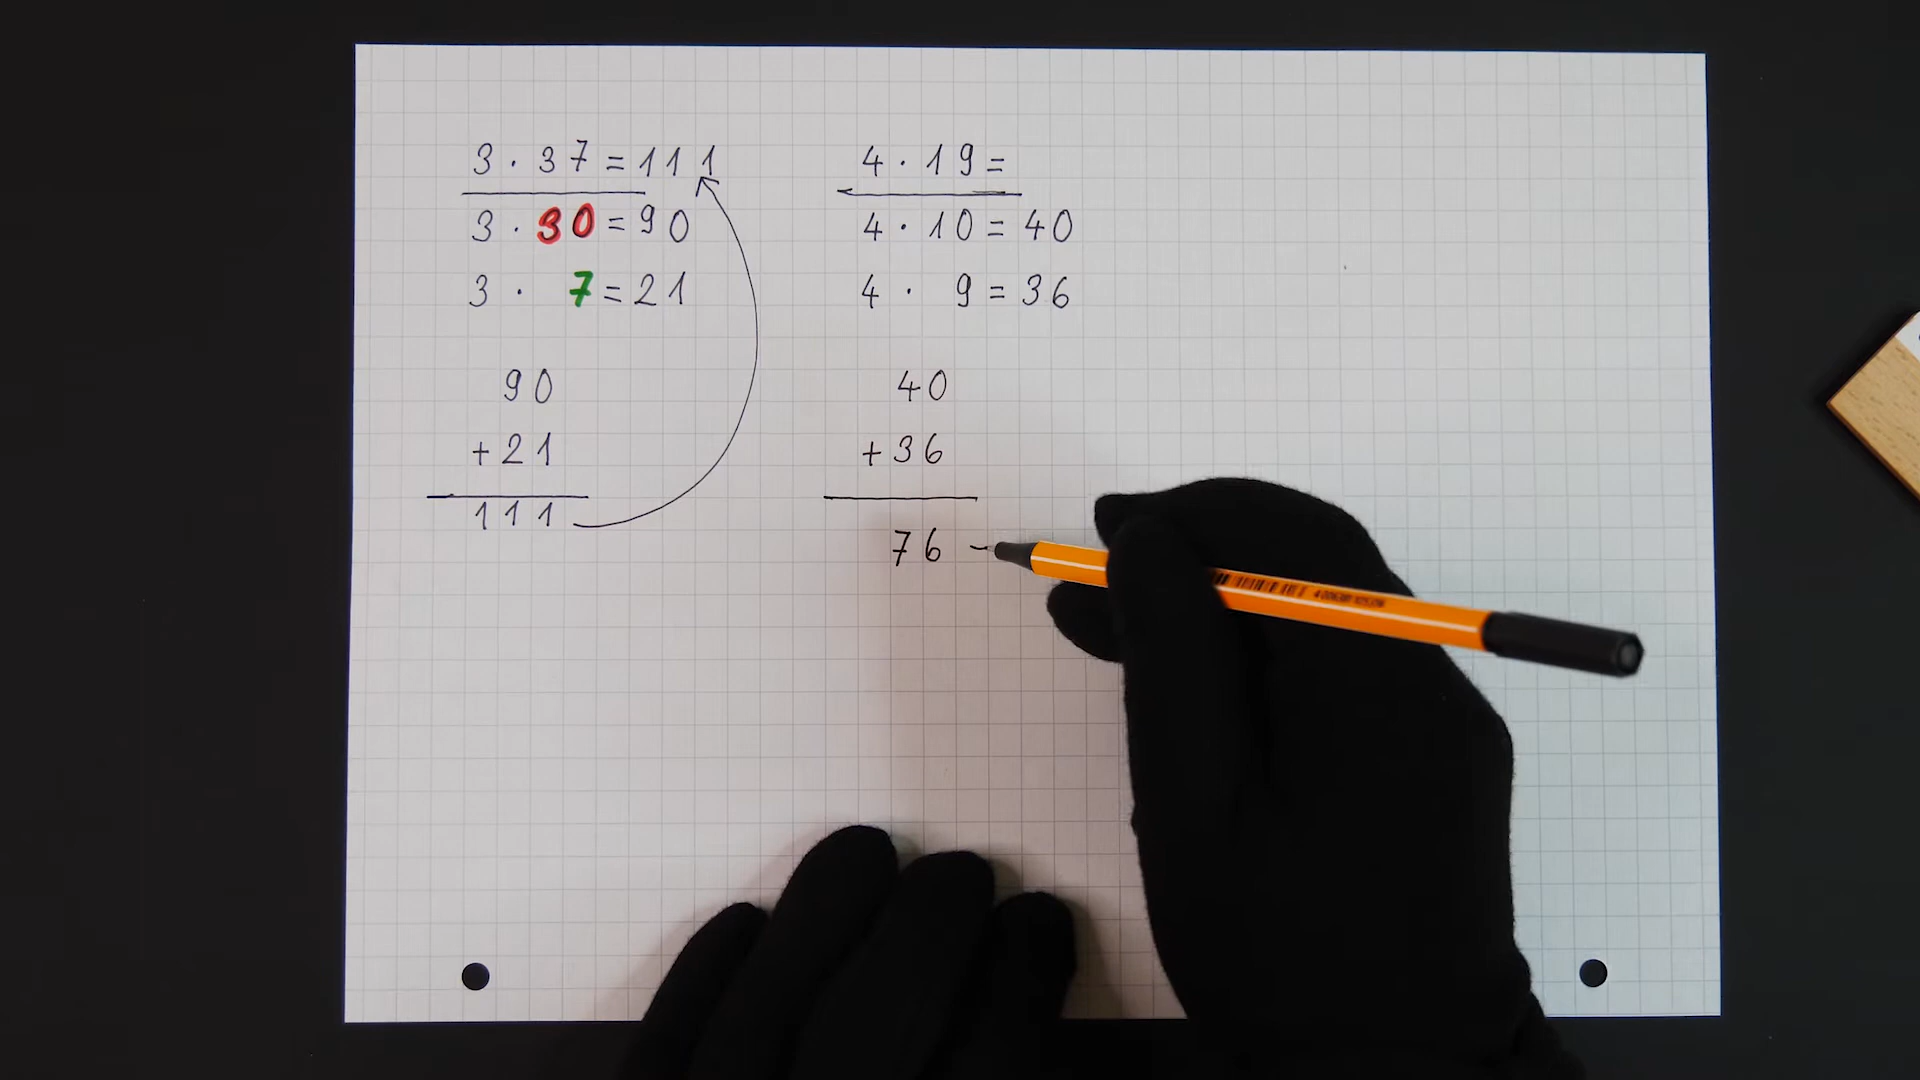 3 · 37 = 111
3 · 30 = 90
3 · 7 = 21
90
+ 21
111
4 · 19 =
4 · 10 = 40
4 · 9 = 36
40
+ 36
76